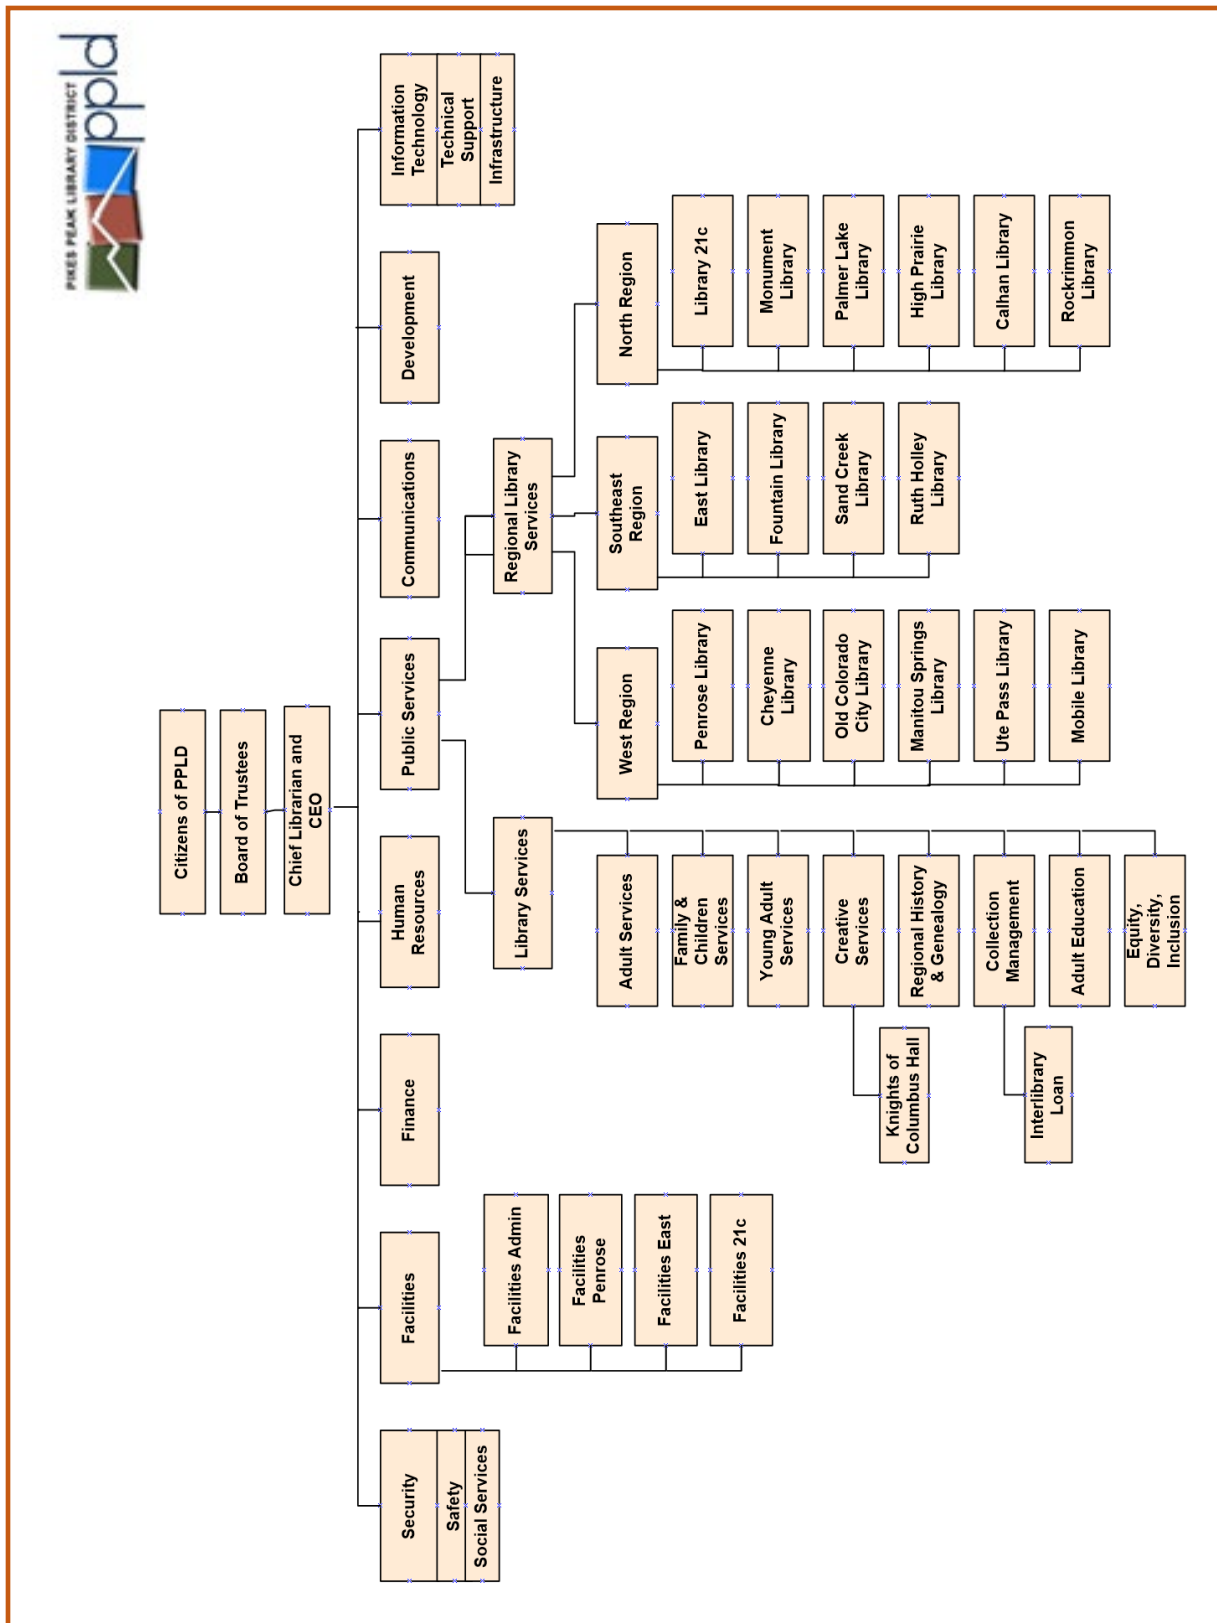 PIKES PEAK LIBRARY DISTRICT
ppld
Citizens of PPLD
Board of Trustees
Chief Librarian and
CEO
Security
Safety
Social Services
Facilities
Finance
Human
Resources
Public Services
Communications
Development
Information
Technology
Technical
Support
Infrastructure
Facilities Admin
Facilities
Penrose
Facilities East
Facilities 21c
Library Services
Regional Library
Services
Adult Services
Family &
Children
Services
Young Adult
Services
Creative
Services
Regional History
& Genealogy
Collection
Management
Adult Education
Equity,
Diversity,
Inclusion
Knights of
Columbus Hall
Interlibrary
Loan
West Region
Penrose Library
Cheyenne
Library
Old Colorado
City Library
Manitou Springs
Library
Ute Pass Library
Mobile Library
Southeast
Region
East Library
Fountain Library
Sand Creek
Library
Ruth Holley
Library
North Region
Library 21c
Monument
Library
Palmer Lake
Library
High Prairie
Library
Calhan Library
Rockrimmon
Library